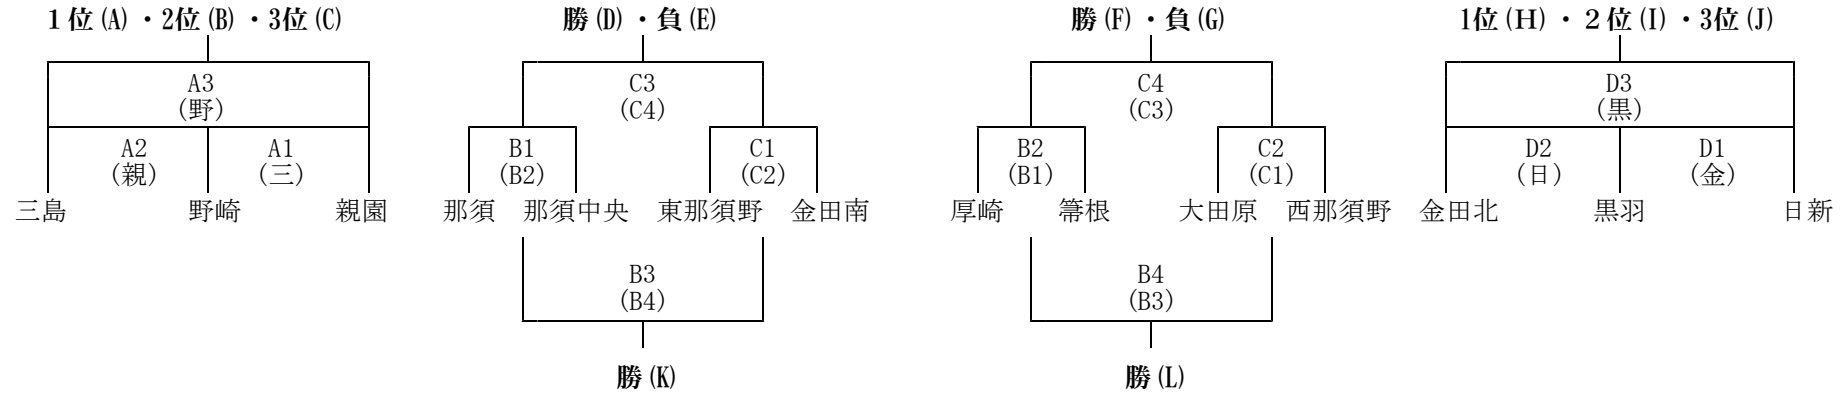 1位(A)・2位(B)・3位(C) 勝(D)・負(E) 勝(F)・負(G) 1位(H)・2位(I)・3位(J)
A3 C3 C4 D3
(野) (C4) (C3) (黒)
A2 A1 B1 C1 B2 C2 D2 D1
(親) (三) (B2) (C2) (B1) (C1) (日) (金)
三島 野崎 親園 那須 那須中央 東那須野 金田南 厚崎 箒根 大田原 西那須野 金田北 黒羽 日新
B3 B4
(B4) (B3)
勝(K) 勝(L)